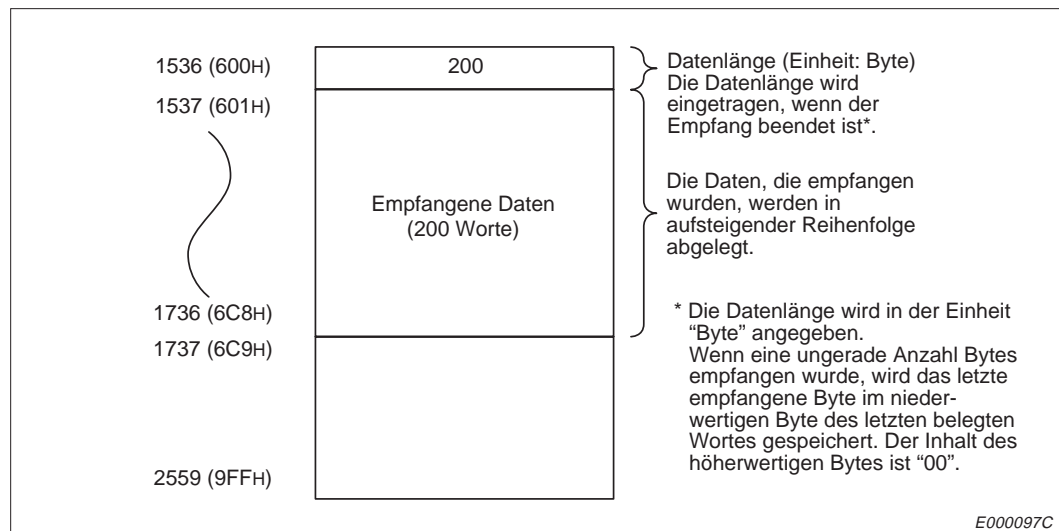 1536 (600H)
200
Datenlänge (Einheit: Byte)
Die Datenlänge wird
eingetragen, wenn der
Empfang beendet ist*.
1537 (601H)
Empfangene Daten
(200 Worte)
Die Daten, die empfangen
wurden, werden in
aufsteigender Reihenfolge
abgelegt.
1736 (6C8H)
1737 (6C9H)
* Die Datenlänge wird in der Einheit
“Byte” angegeben.
Wenn eine ungerade Anzahl Bytes
empfangen wurde, wird das letzte
empfangene Byte im nieder-
wertigen Byte des letzten belegten
Wortes gespeichert. Der Inhalt des
höherwertigen Bytes ist “00”.
2559 (9FFH)
E000097C